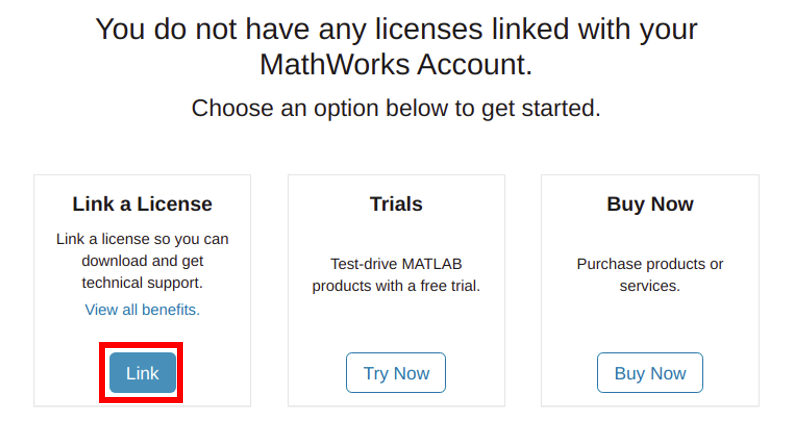 You do not have any licenses linked with your
MathWorks Account.
Choose an option below to get started.
Link a License
Link a license so you can
download and get
technical support.
View all benefits.
Link
Trials
Test-drive MATLAB
products with a free trial.
Try Now
Buy Now
Purchase products or
services.
Buy Now